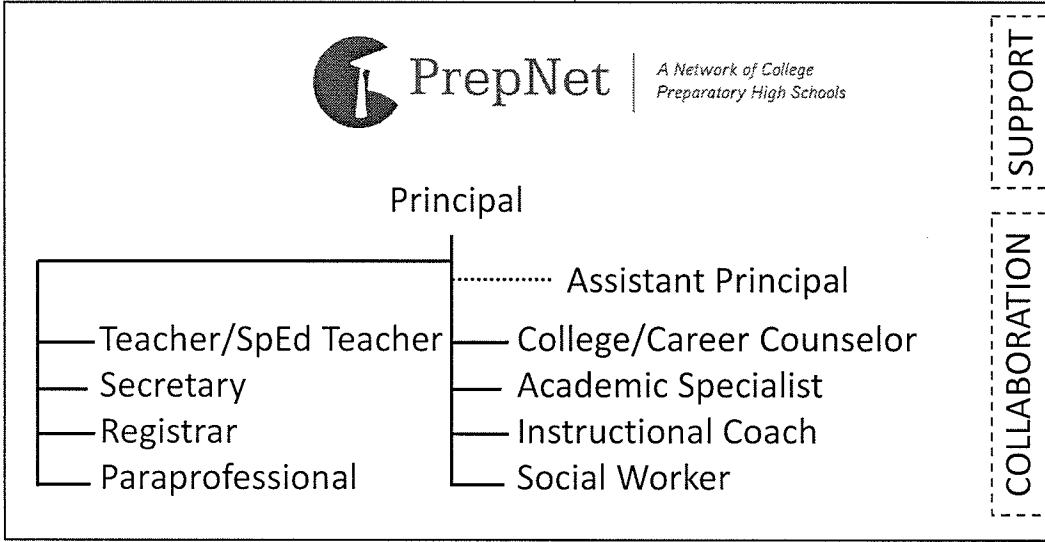 PrepNet
A Network of College
Preparatory High Schools
SUPPORT
Principal
Assistant Principal
Teacher/SpEd Teacher
College/Career Counselor
Secretary
Academic Specialist
Registrar
Instructional Coach
Paraprofessional
Social Worker
COLLABORATION